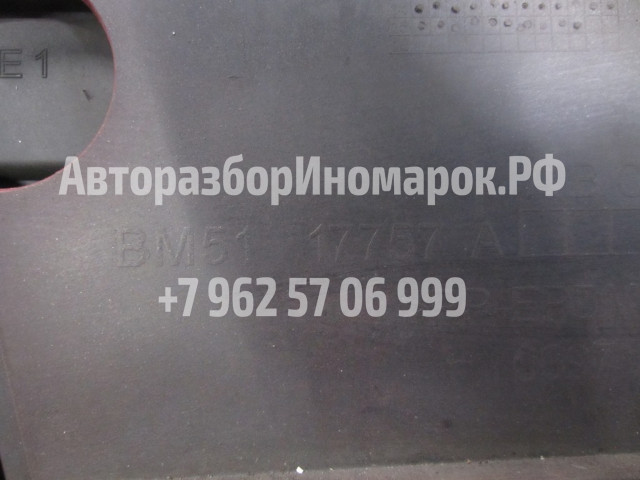 E1
АвторазборИномарок.РФ
BM51 17757 A
+7 962 57 06 999